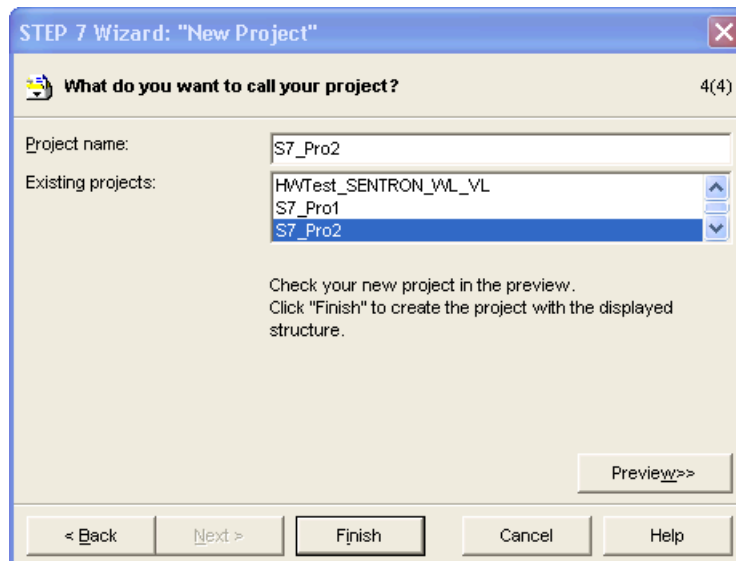 STEP 7 Wizard: "New Project"
What do you want to call your project?
4(4)
Project name:
S7_Pro2
Existing projects:
HWTest_SENTRON_WL_VL
S7_Pro1
S7_Pro2
Check your new project in the preview.
Click "Finish" to create the project with the displayed
structure.
Preview>>
< Back
Next >
Finish
Cancel
Help